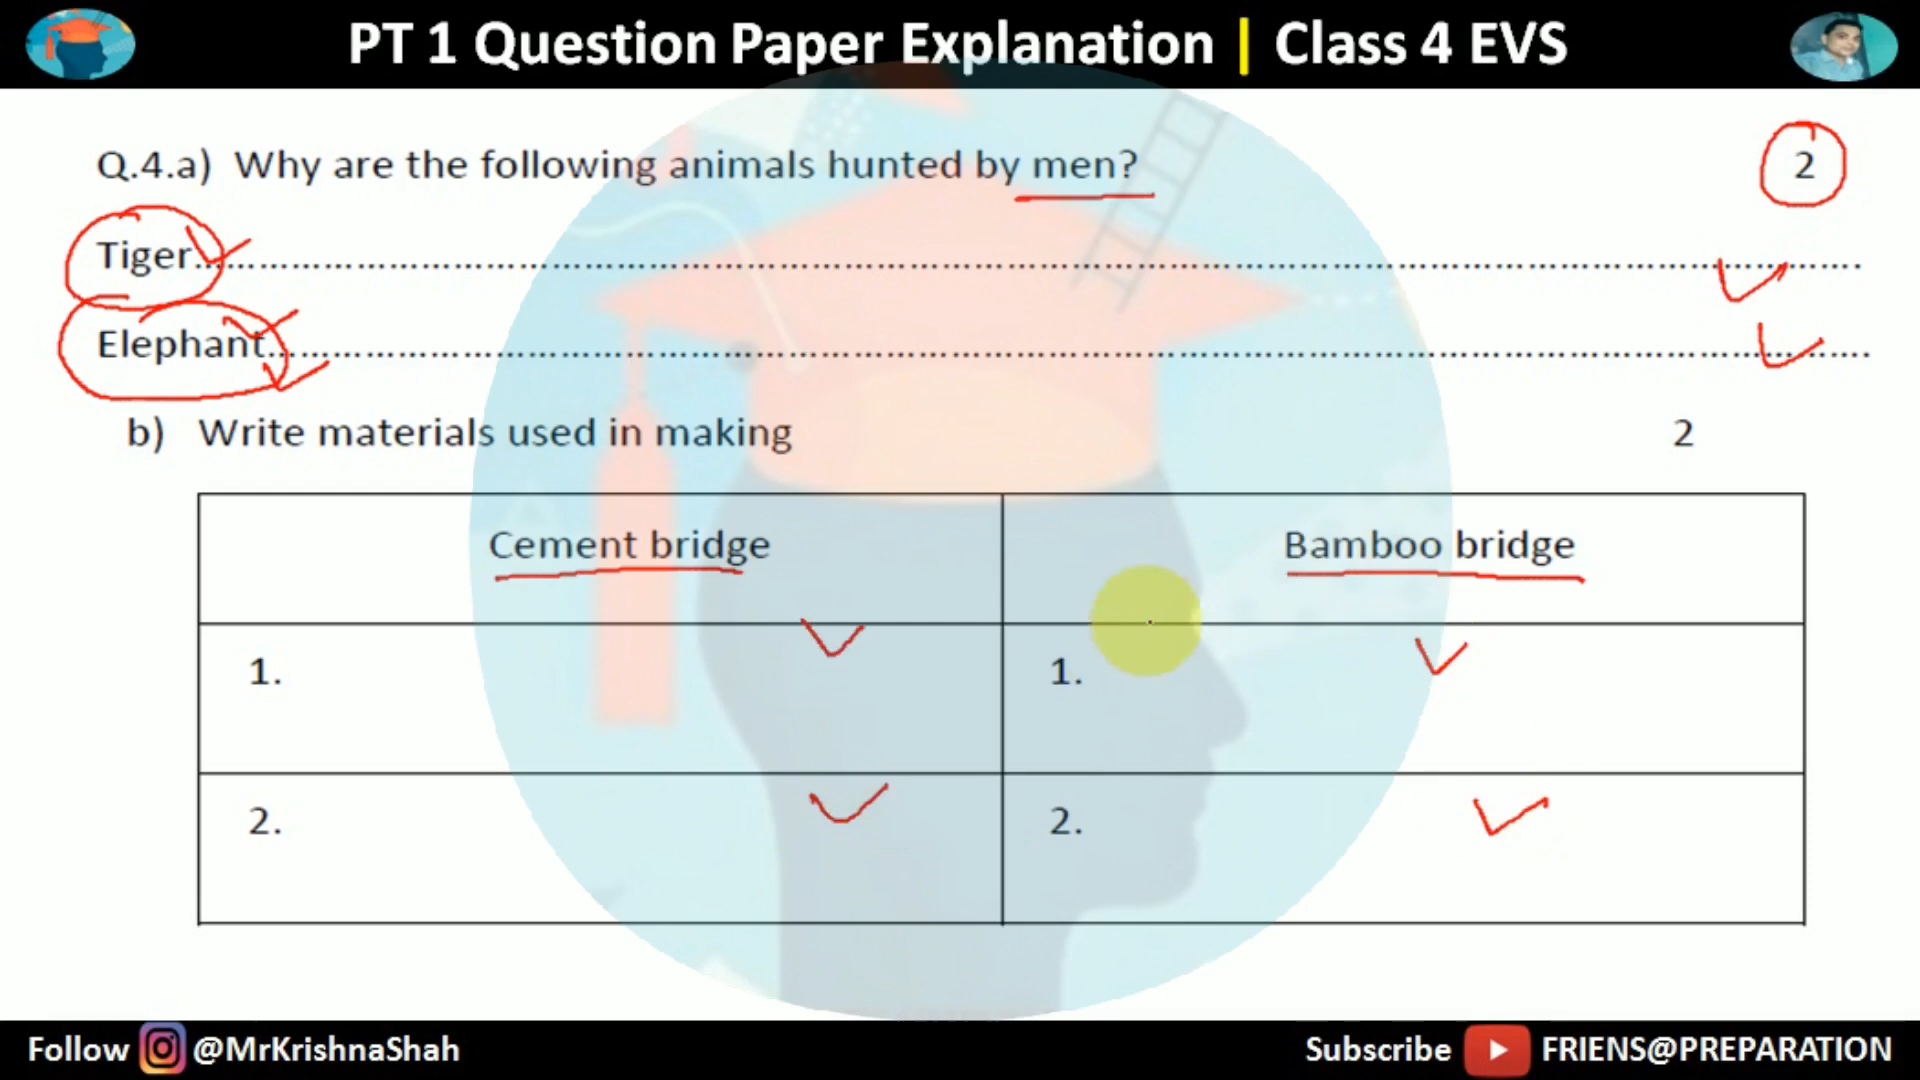 PT 1 Question Paper Explanation | Class 4 EVS
Q.4.a) Why are the following animals hunted by men? 2
Tiger..........................................................................................................
Elephant.....................................................................................................
b) Write materials used in making 2
Cement bridge Bamboo bridge
1. 1.
2. 2.
Follow @MrKrishnaShah Subscribe FRIENS@PREPARATION